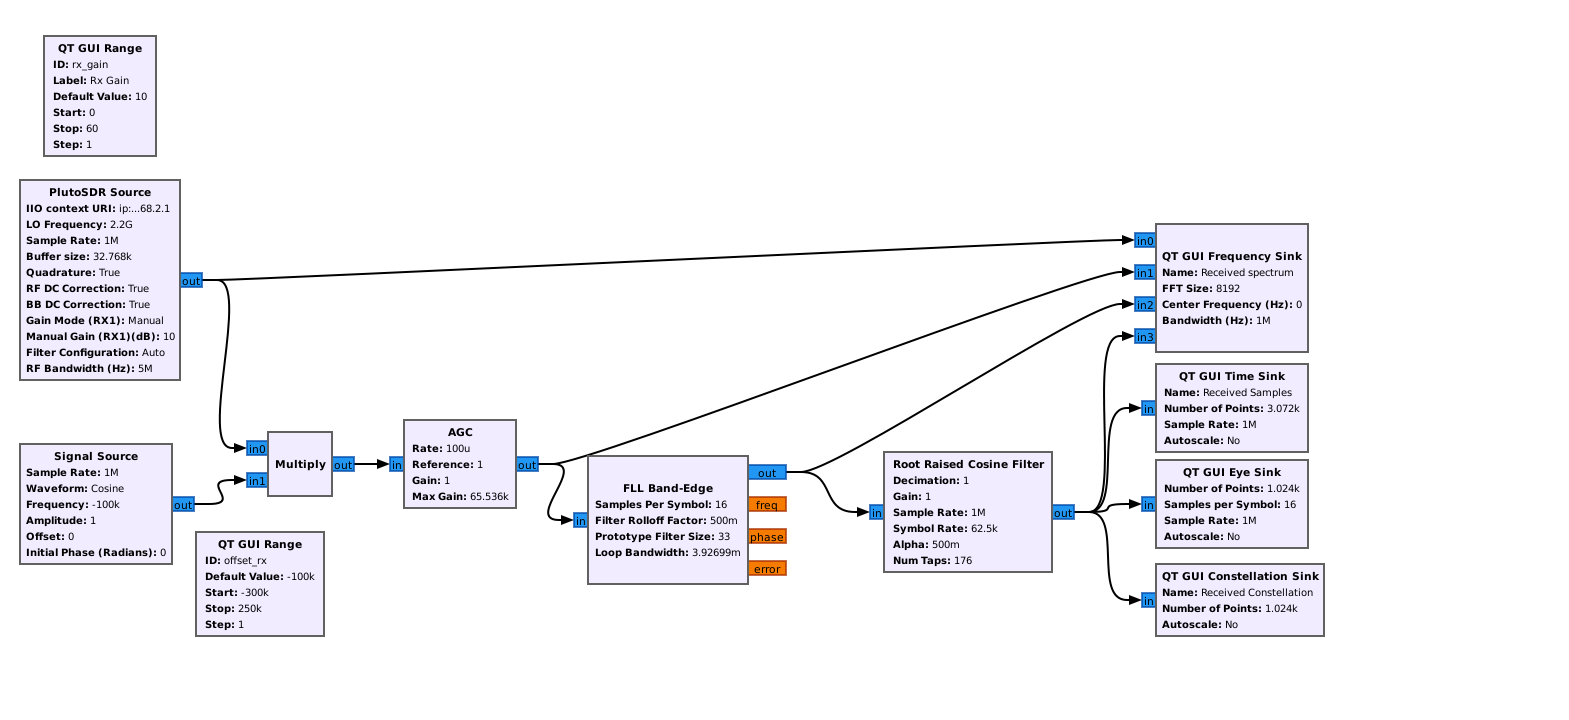 QT GUI Range
ID: rx_gain
Label: Rx Gain
Default Value: 10
Start: 0
Stop: 60
Step: 1
PlutoSDR Source
IIO context URI: ip:...68.2.1
LO Frequency: 2.2G
Sample Rate: 1M
Buffer size: 32.768k
Quadrature: True
RF DC Correction: True
BB DC Correction: True
Gain Mode (RX1): Manual
Manual Gain (RX1)(dB): 10
Filter Configuration: Auto
RF Bandwidth (Hz): 5M
out
Signal Source
Sample Rate: 1M
Waveform: Cosine
Frequency: -100k
Amplitude: 1
Offset: 0
Initial Phase (Radians): 0
out
QT GUI Range
ID: offset_rx
Default Value: -100k
Start: -300k
Stop: 250k
Step: 1
in0
in1
Multiply
out
in
AGC
Rate: 100u
Reference: 1
Gain: 1
Max Gain: 65.536k
out
in
FLL Band-Edge
Samples Per Symbol: 16
Filter Rolloff Factor: 500m
Prototype Filter Size: 33
Loop Bandwidth: 3.92699m
out
freq
phase
error
in
Root Raised Cosine Filter
Decimation: 1
Gain: 1
Sample Rate: 1M
Symbol Rate: 62.5k
Alpha: 500m
Num Taps: 176
out
in0
in1
in2
in3
QT GUI Frequency Sink
Name: Received spectrum
FFT Size: 8192
Center Frequency (Hz): 0
Bandwidth (Hz): 1M
in
QT GUI Time Sink
Name: Received Samples
Number of Points: 3.072k
Sample Rate: 1M
Autoscale: No
in
QT GUI Eye Sink
Number of Points: 1.024k
Samples per Symbol: 16
Sample Rate: 1M
Autoscale: No
in
QT GUI Constellation Sink
Name: Received Constellation
Number of Points: 1.024k
Autoscale: No